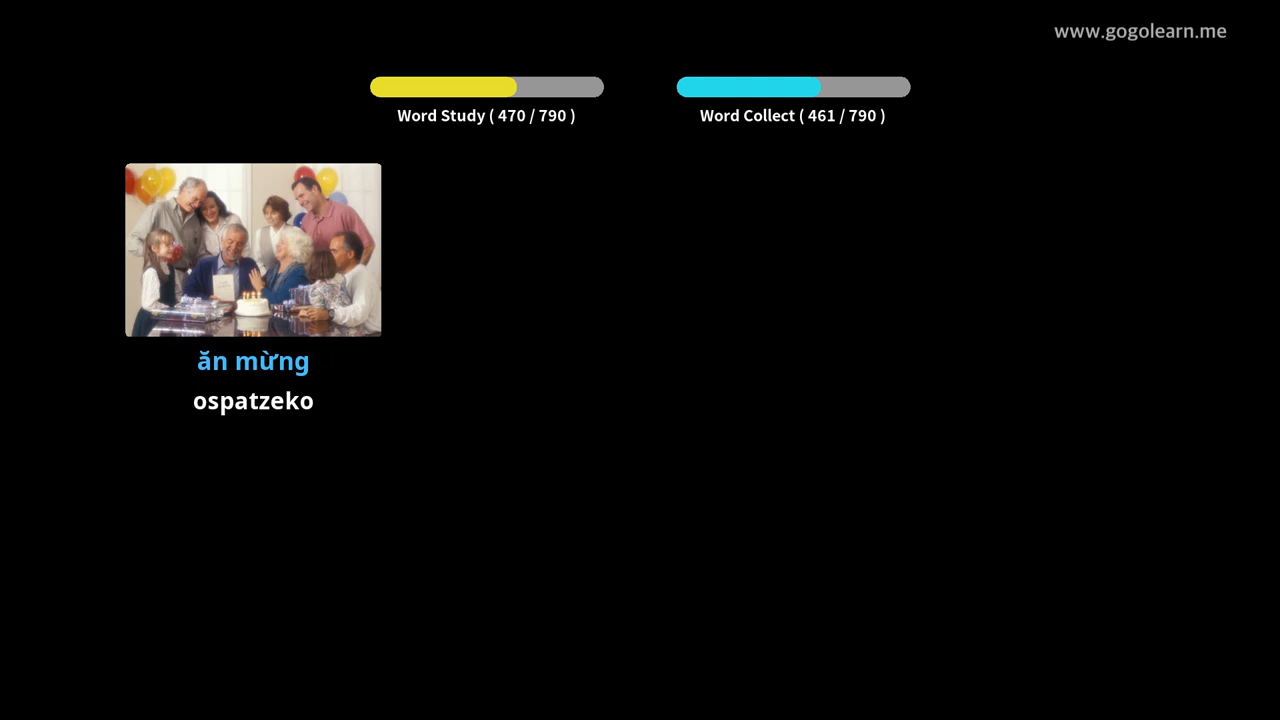 www.gogolearn.me
Word Study ( 470 / 790 )
Word Collect ( 461 / 790 )
ăn mừng
ospatzeko